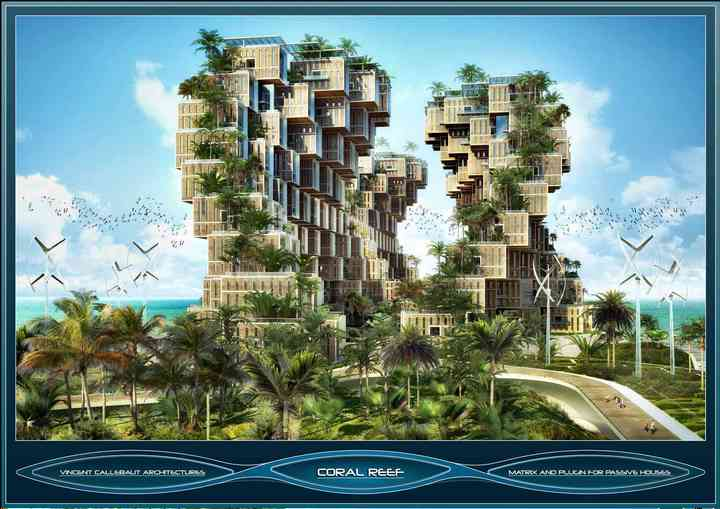 VINCENT CALLEBAUT ARCHITECTURES
CORAL REEF
MATRIX AND PLUGIN FOR PASSIVE HOUSES